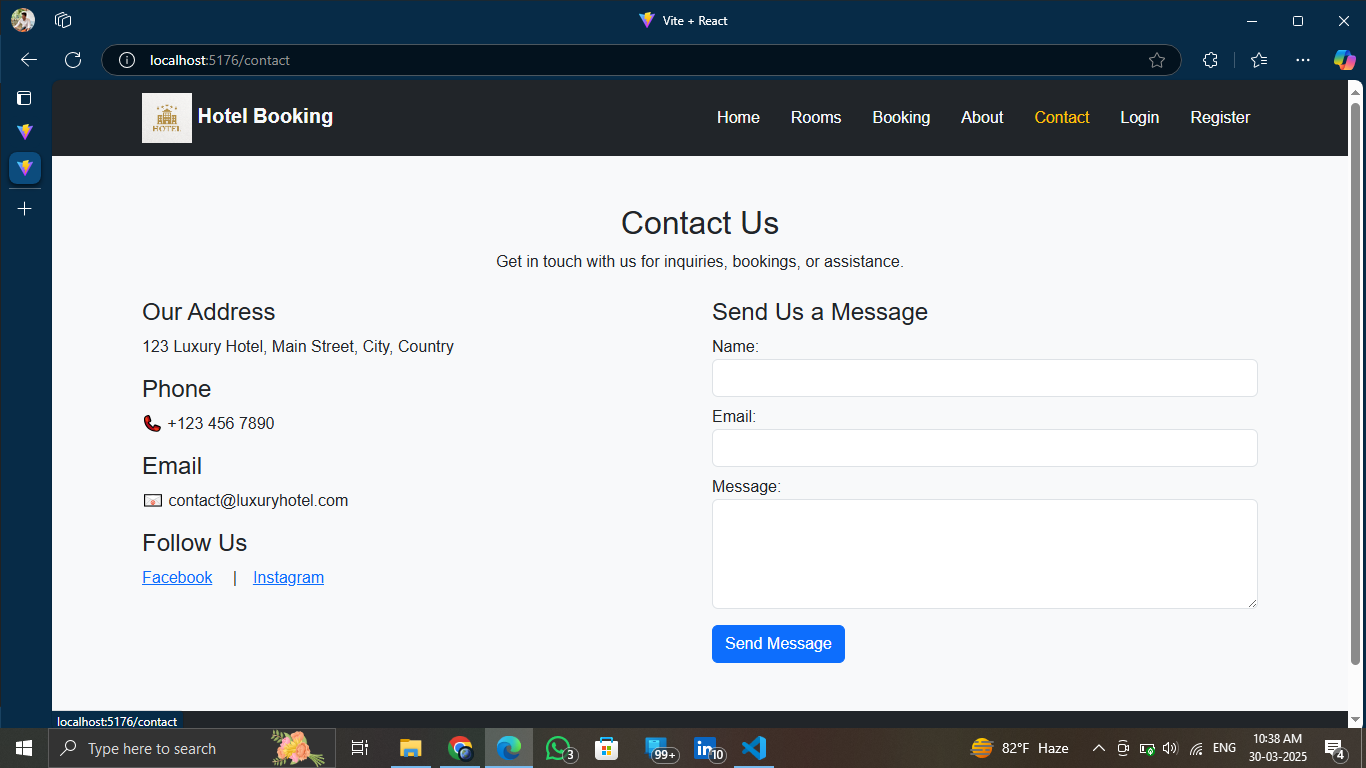 Vite + React
localhost:5176/contact
HOTEL
Hotel Booking
Home Rooms Booking About Contact Login Register
Contact Us
Get in touch with us for inquiries, bookings, or assistance.
Our Address
123 Luxury Hotel, Main Street, City, Country
Phone
+123 456 7890
Email
contact@luxuryhotel.com
Follow Us
Facebook | Instagram
Send Us a Message
Name:
Email:
Message:
Send Message
localhost:5176/contact
Type here to search
3
99+
10
82°F Haze
ENG
10:38 AM
30-03-2025
4